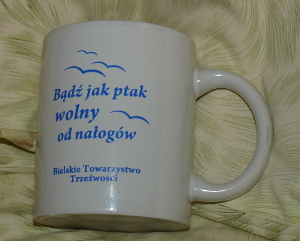 Bądź jak ptak
wolny
od nałogów
Bielskie Towarzystwo
Trzeźwości